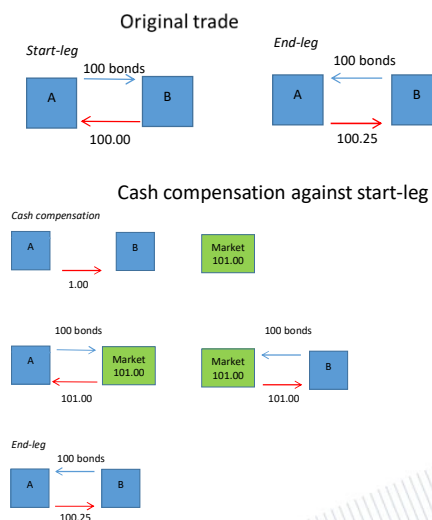 Original trade
Start-leg
End-leg
100 bonds
100 bonds
A
B
A
B
100.00
100.25
Cash compensation against start-leg
Cash compensation
A
B
Market
101.00
1.00
100 bonds
100 bonds
A
Market
101.00
Market
101.00
B
101.00
101.00
End-leg
100 bonds
A
B
100.25